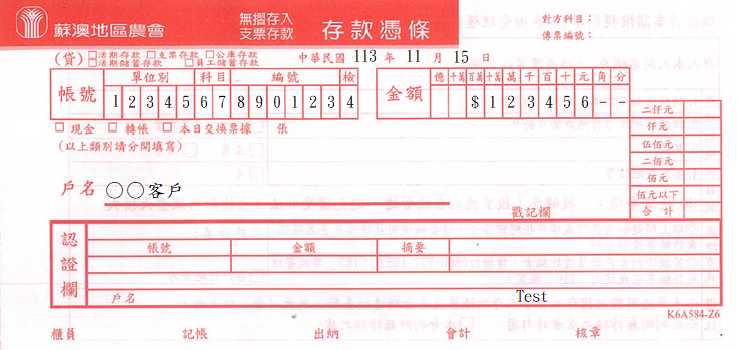 蘇澳地區農會
無摺存入
支票存款
存款憑條
對方科目：
傳票編號：
(貸) □活期存款 □支票存款 □公庫存款
□活期儲蓄存款 □員工儲蓄存款
中華民國 113 年 11 月 15 日
帳號
單位別 科目 編號 檢
1 2 3 4 5 6 7 8 9 0 1 2 3 4
金額
億 千萬 百萬 十萬 萬 千 百 十 元 角 分
$ 1 2 3 4 5 6 - -
二仟元
仟元
伍佰元
二佰元
佰元
佰元以下
合計
□ 現金 □ 轉帳 □ 本日交換票據 張
(以上類別請分開填寫)
戶名 ○○客戶
戳記欄
認證欄
帳號 金額 摘要
戶名
Test
K6A584-Z6
櫃員 記帳 出納 會計 核章